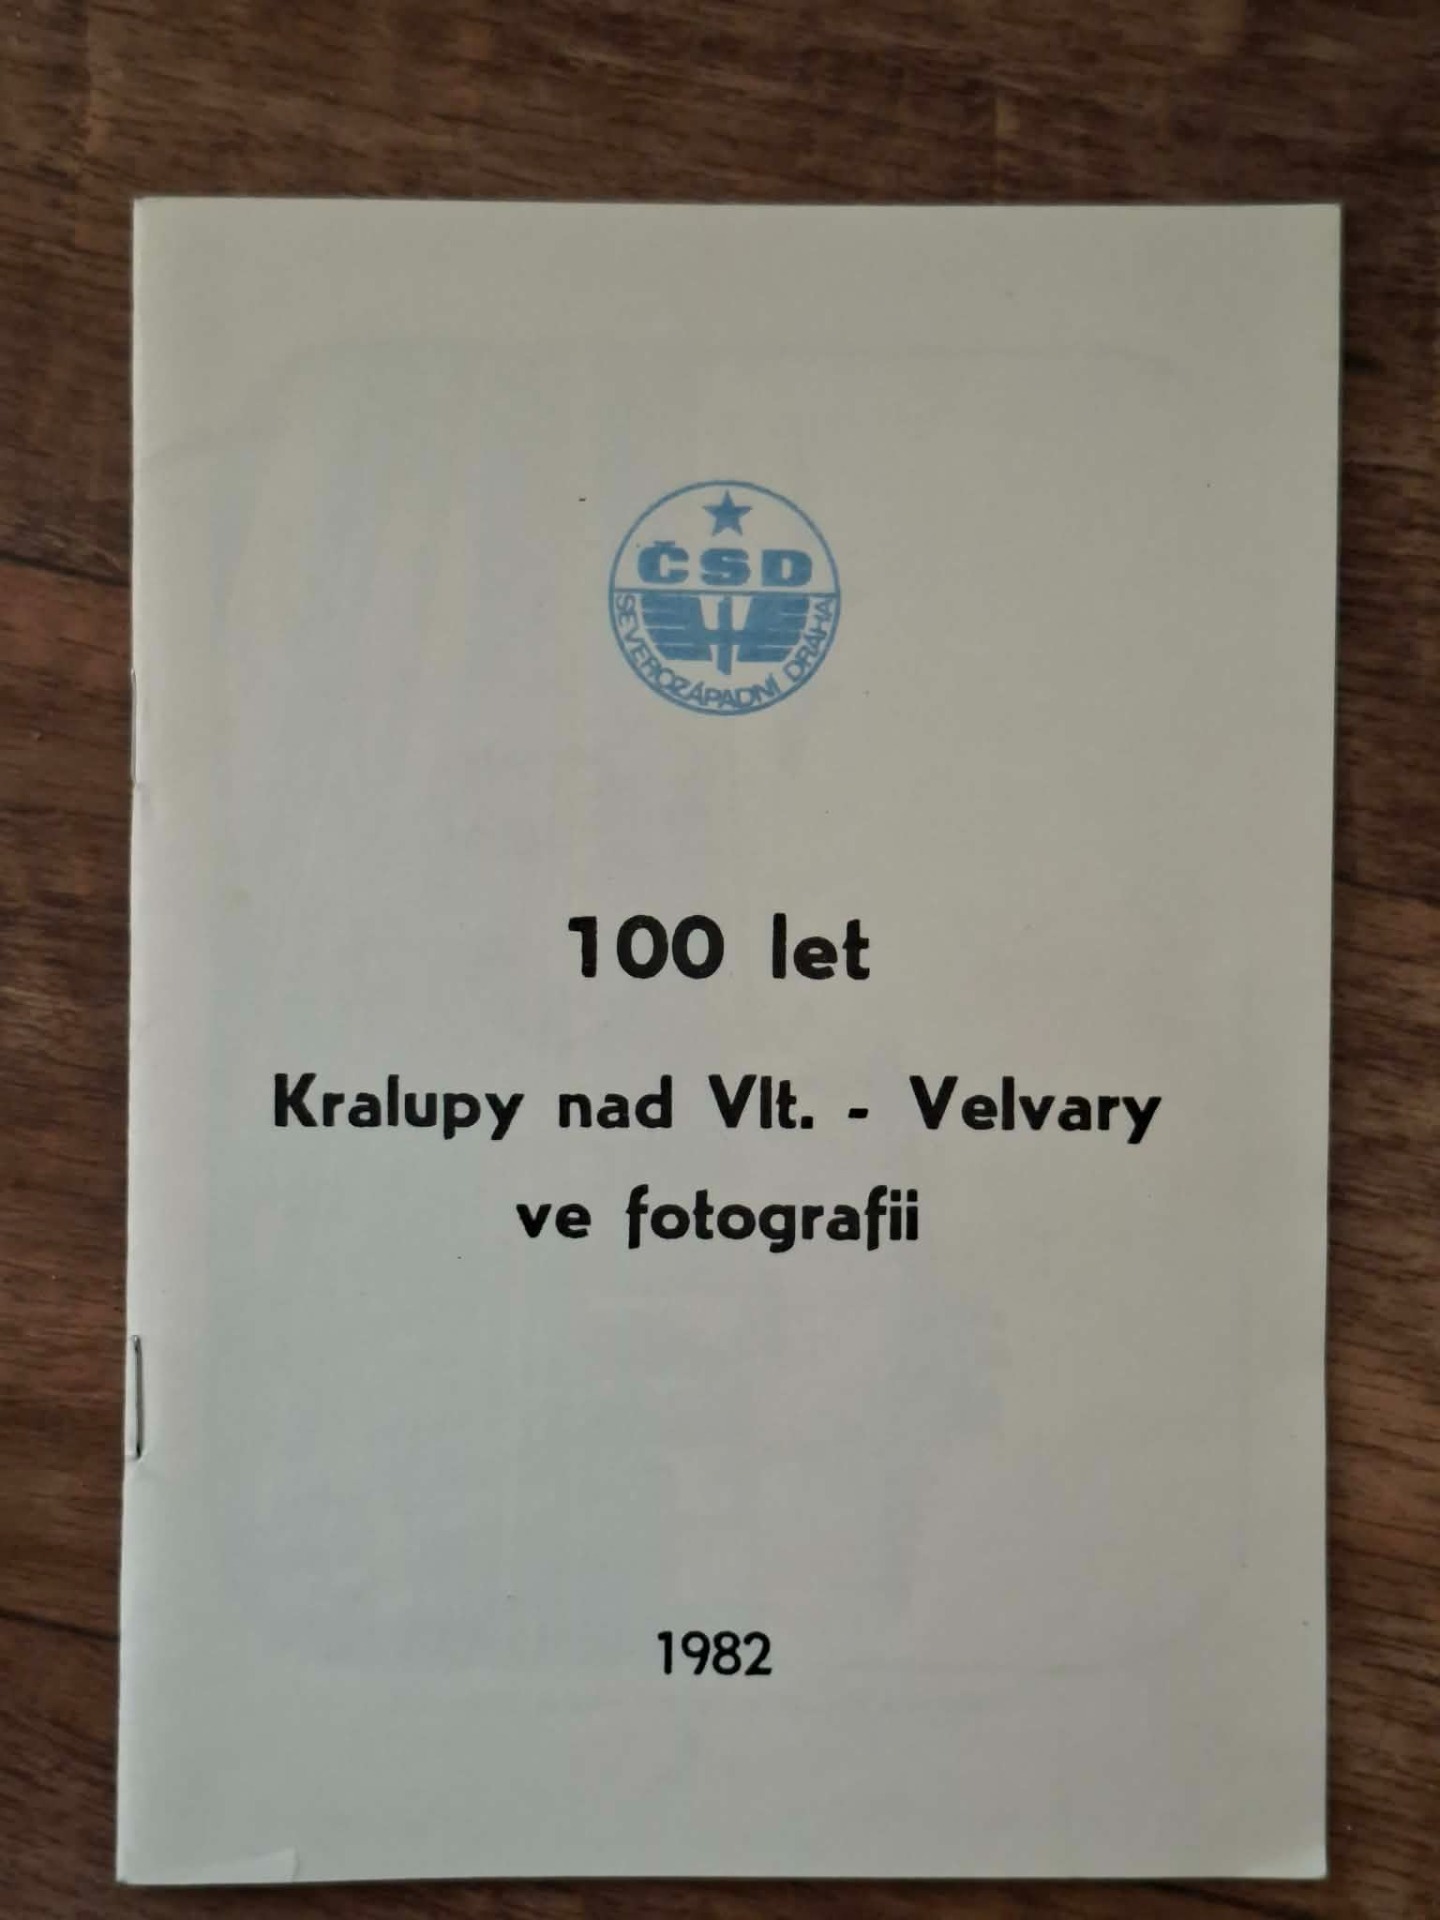 ČSD
SEVEROZÁPADNÍ DRÁHA
100 let
Kralupy nad Vlt. - Velvary
ve fotografii
1982